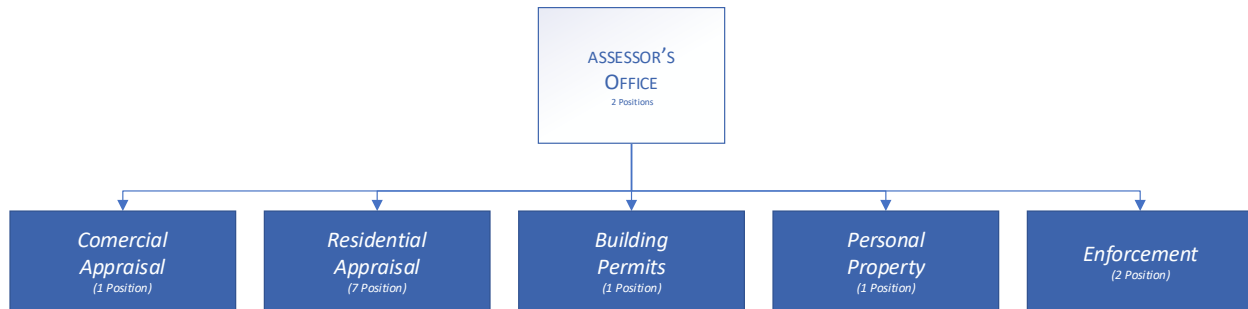 ASSESSOR'S
OFFICE
2 Positions
Comercial
Appraisal
(1 Position)
Residential
Appraisal
(7 Position)
Building
Permits
(1 Position)
Personal
Property
(1 Position)
Enforcement
(2 Position)